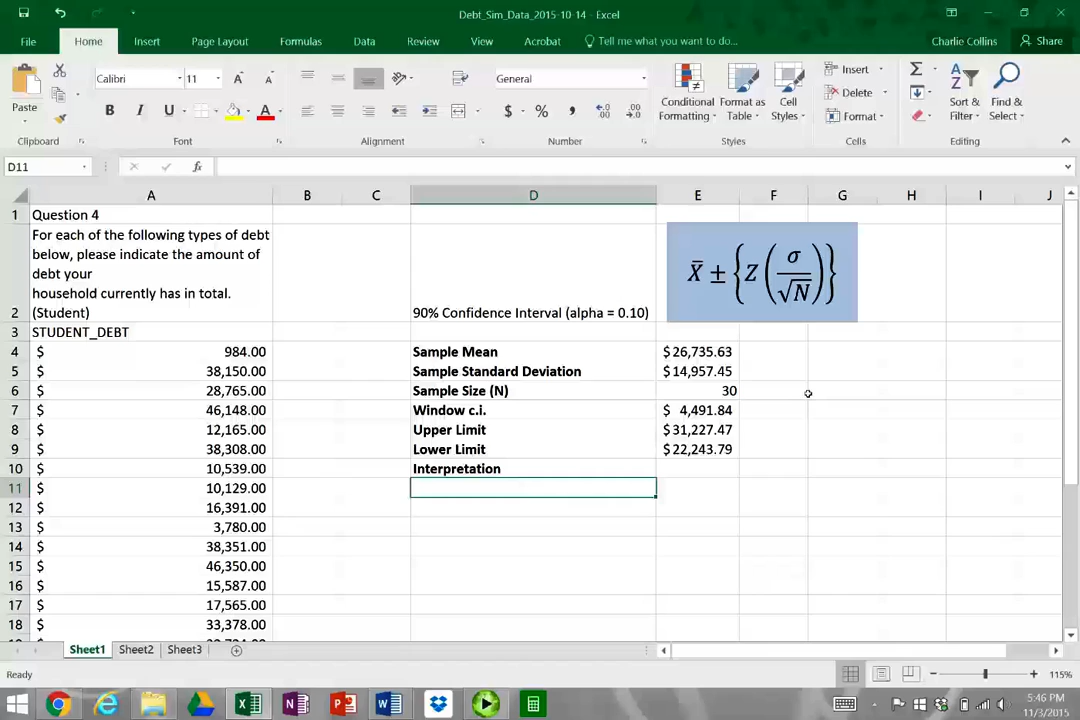 Debt_Sim_Data_2015-10-14 - Excel
File Home Insert Page Layout Formulas Data Review View Acrobat Tell me what you want to do... Charlie Collins Share
Paste
Calibri 11
B I U A
General
$ % ,
Conditional Formatting
Format as Table
Cell Styles
Insert
Delete
Format
Sort & Filter
Find & Select
Clipboard Font Alignment Number Styles Cells Editing
D11 fx
A B C D E F G H I J
1 Question 4
For each of the following types of debt
below, please indicate the amount of
debt your
household currently has in total.
2 (Student) 90% Confidence Interval (alpha = 0.10)
X̄ ± {Z (σ/√N)}
3 STUDENT_DEBT
4 $ 984.00 Sample Mean $ 26,735.63
5 $ 38,150.00 Sample Standard Deviation $ 14,957.45
6 $ 28,765.00 Sample Size (N) 30
7 $ 46,148.00 Window c.i. $ 4,491.84
8 $ 12,165.00 Upper Limit $ 31,227.47
9 $ 38,308.00 Lower Limit $ 22,243.79
10 $ 10,539.00 Interpretation
11 $ 10,129.00
12 $ 16,391.00
13 $ 3,780.00
14 $ 38,351.00
15 $ 46,350.00
16 $ 15,587.00
17 $ 17,565.00
18 $ 33,378.00
Sheet1 Sheet2 Sheet3
Ready 115%
5:46 PM
11/3/2015